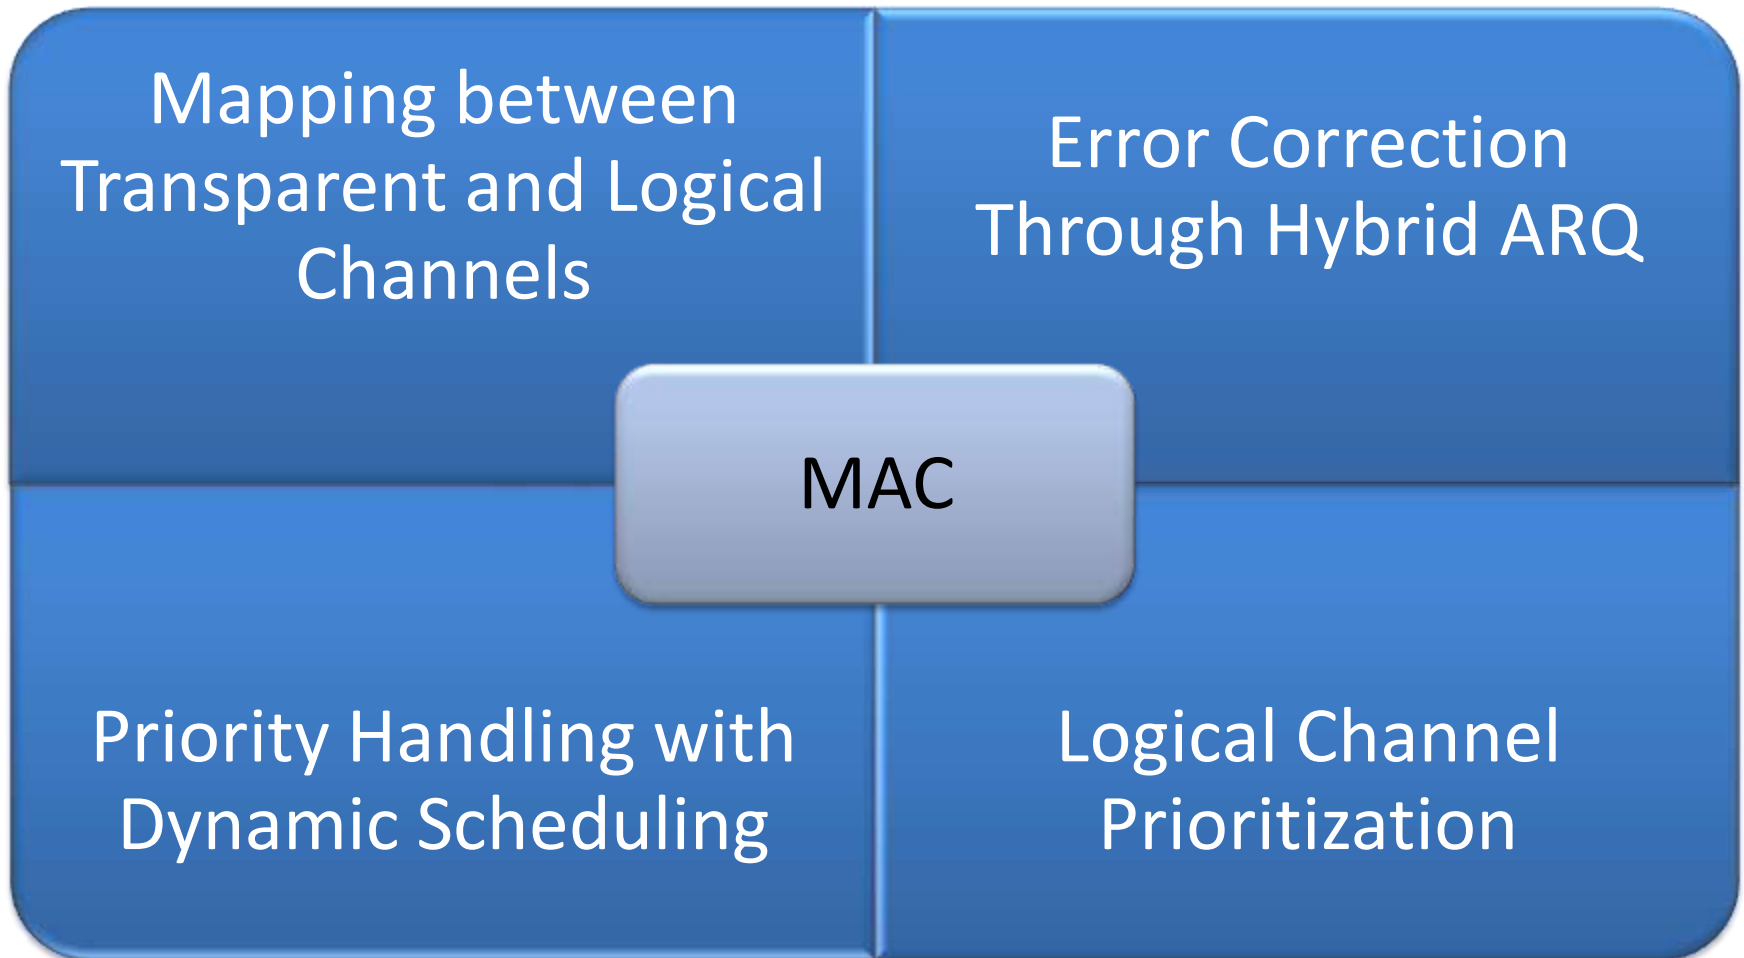 Mapping between
Transparent and Logical
Channels
Error Correction
Through Hybrid ARQ
MAC
Priority Handling with
Dynamic Scheduling
Logical Channel
Prioritization